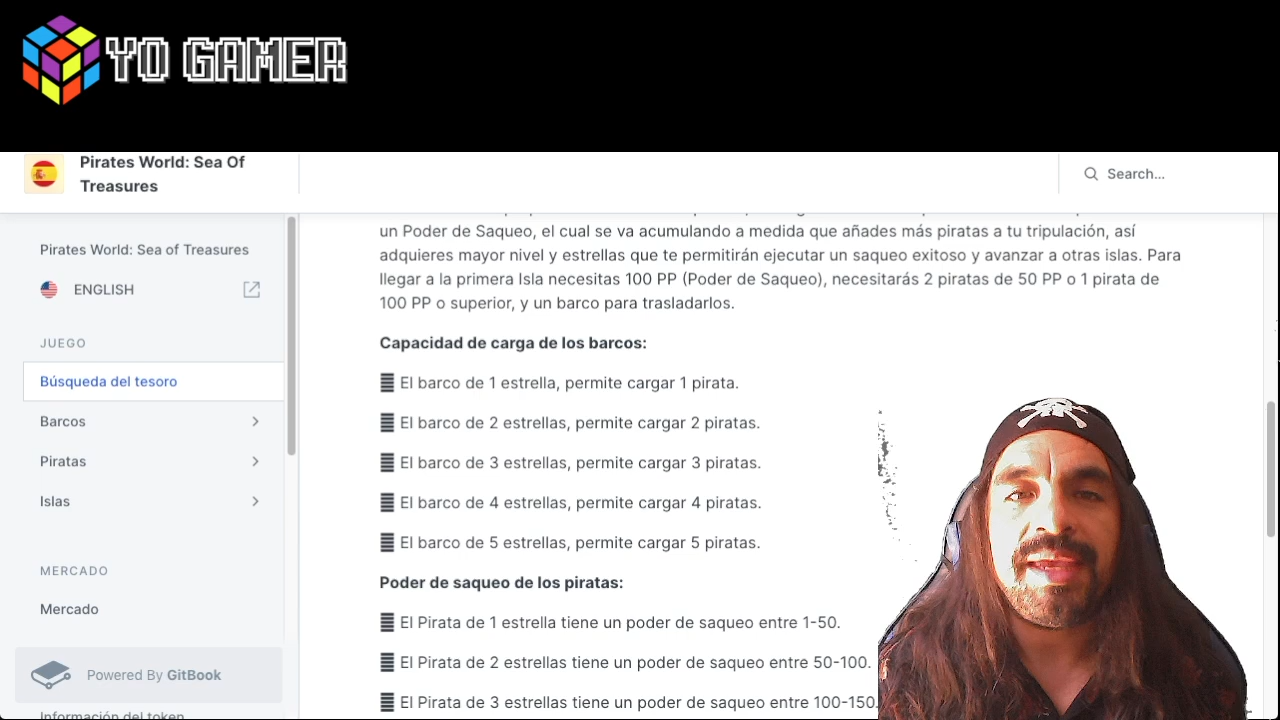 YO GAMER
Pirates World: Sea Of
Treasures
Search...
Pirates World: Sea of Treasures
ENGLISH
JUEGO
Búsqueda del tesoro
Barcos
Piratas
Islas
MERCADO
Mercado
Powered By GitBook
Información del token
un Poder de Saqueo, el cual se va acumulando a medida que añades más piratas a tu tripulación, así
adquieres mayor nivel y estrellas que te permitirán ejecutar un saqueo exitoso y avanzar a otras islas. Para
llegar a la primera Isla necesitas 100 PP (Poder de Saqueo), necesitarás 2 piratas de 50 PP o 1 pirata de
100 PP o superior, y un barco para trasladarlos.
Capacidad de carga de los barcos:
El barco de 1 estrella, permite cargar 1 pirata.
El barco de 2 estrellas, permite cargar 2 piratas.
El barco de 3 estrellas, permite cargar 3 piratas.
El barco de 4 estrellas, permite cargar 4 piratas.
El barco de 5 estrellas, permite cargar 5 piratas.
Poder de saqueo de los piratas:
El Pirata de 1 estrella tiene un poder de saqueo entre 1-50.
El Pirata de 2 estrellas tiene un poder de saqueo entre 50-100.
El Pirata de 3 estrellas tiene un poder de saqueo entre 100-150.